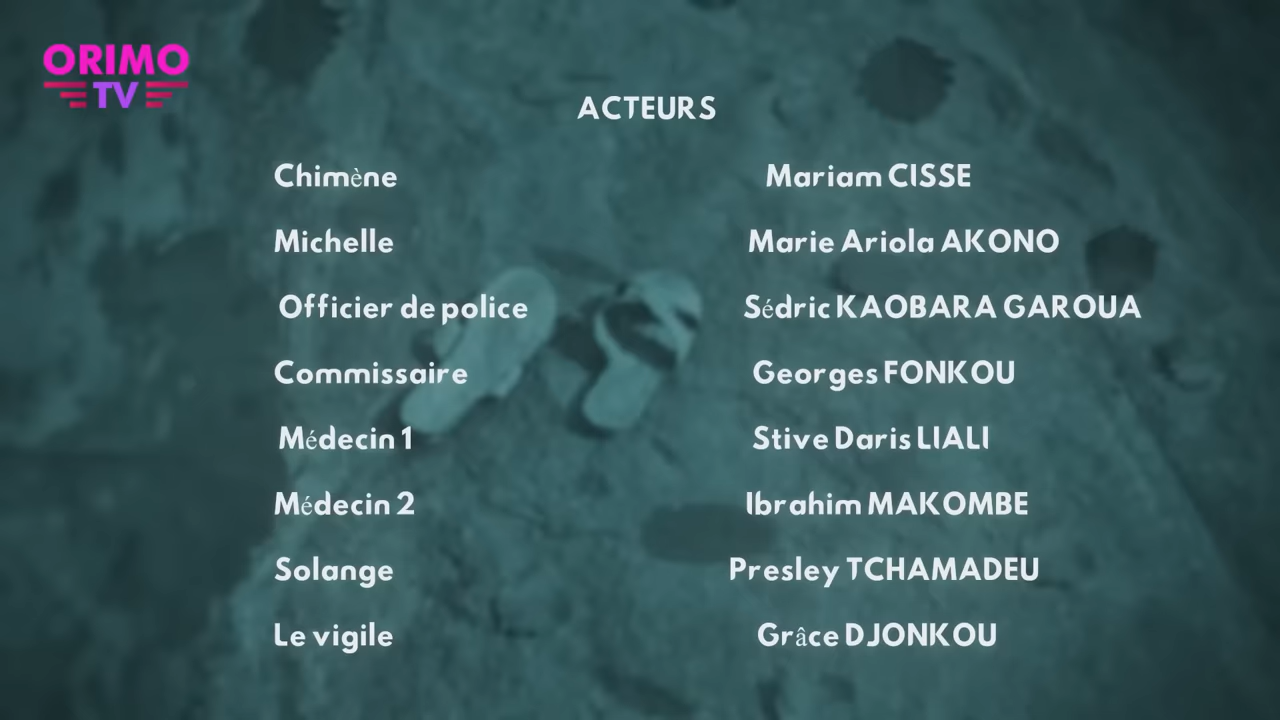 ORIMO
TV
ACTEURS
Chimène Mariam CISSE
Michelle Marie Ariola AKONO
Officier de police Sédric KAOBARA GAROUA
Commissaire Georges FONKOU
Médecin 1 Stive Daris LIALI
Médecin 2 Ibrahim MAKOMBE
Solange Presley TCHAMADEU
Le vigile Grâce DJONKOU